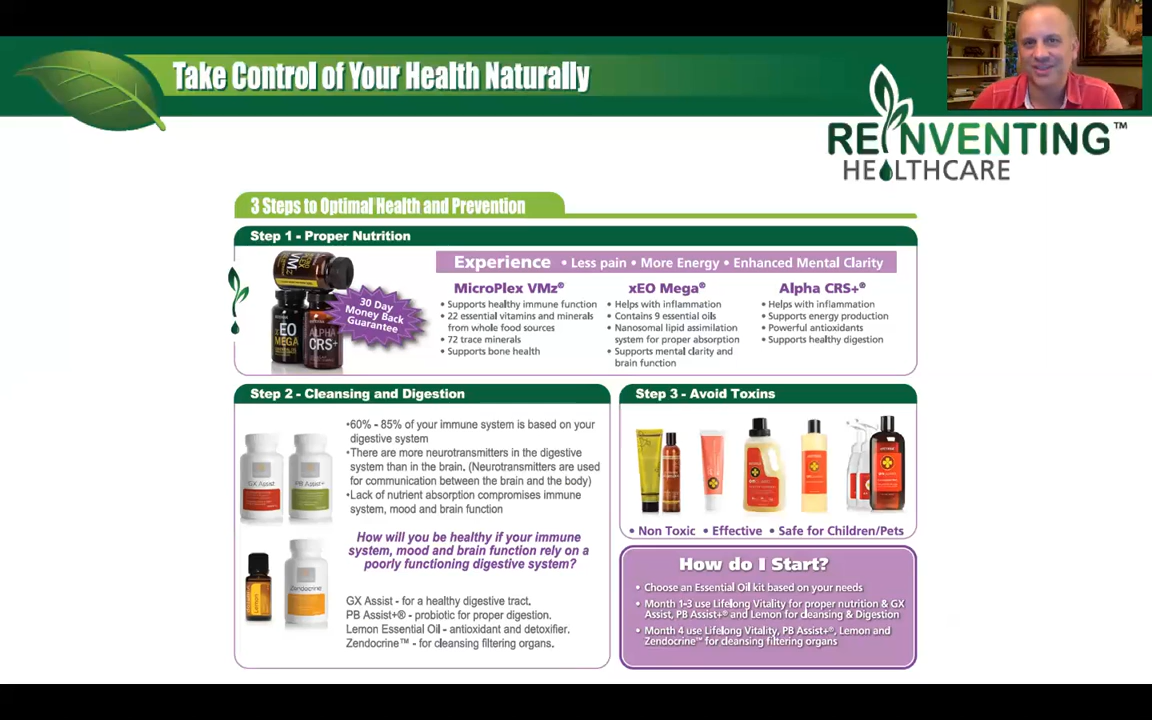 Take Control of Your Health Naturally
REINVENTING™
HEALTHCARE
3 Steps to Optimal Health and Prevention
Step 1 - Proper Nutrition
VMz
xEO
MEGA
ALPHA
CRS+
30 Day
Money Back
Guarantee
Experience • Less pain • More Energy • Enhanced Mental Clarity
MicroPlex VMz®
• Supports healthy immune function
• 22 essential vitamins and minerals
from whole food sources
• 72 trace minerals
• Supports bone health
xEO Mega®
• Helps with inflammation
• Contains 9 essential oils
• Nanosomal lipid assimilation
system for proper absorption
• Supports mental clarity and
brain function
Alpha CRS+®
• Helps with inflammation
• Supports energy production
• Powerful antioxidants
• Supports healthy digestion
Step 2 - Cleansing and Digestion
GX Assist
PB Assist+
Lemon
Zendocrine
•60% - 85% of your immune system is based on your
digestive system
•There are more neurotransmitters in the digestive
system than in the brain. (Neurotransmitters are used
for communication between the brain and the body)
•Lack of nutrient absorption compromises immune
system, mood and brain function
How will you be healthy if your immune
system, mood and brain function rely on a
poorly functioning digestive system?
GX Assist - for a healthy digestive tract.
PB Assist+® - probiotic for proper digestion.
Lemon Essential Oil - antioxidant and detoxifier.
Zendocrine™ - for cleansing filtering organs.
Step 3 - Avoid Toxins
• Non Toxic • Effective • Safe for Children/Pets
How do I Start?
• Choose an Essential Oil kit based on your needs
• Month 1-3 use Lifelong Vitality for proper nutrition & GX
Assist, PB Assist+® and Lemon for cleansing & Digestion
• Month 4 use Lifelong Vitality, PB Assist+®, Lemon and
Zendocrine™ for cleansing filtering organs